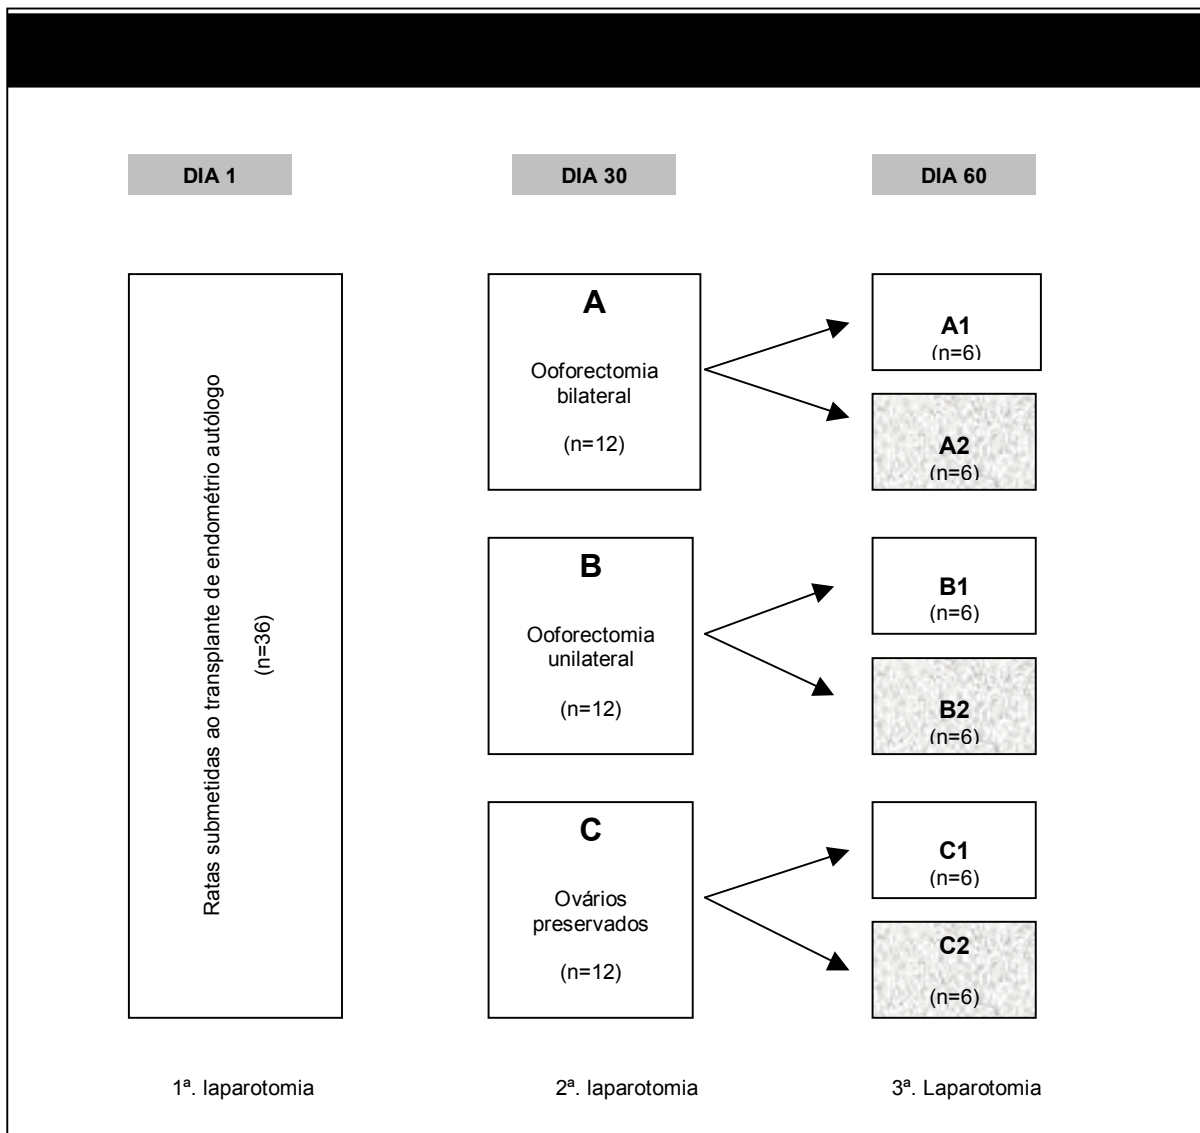 DIA 1
DIA 30
DIA 60
Ratas submetidas ao transplante de endométrio autólogo
(n=36)
A
Ooforectomia
bilateral
(n=12)
A1
(n=6)
A2
(n=6)
B
Ooforectomia
unilateral
(n=12)
B1
(n=6)
B2
(n=6)
C
Ovários
preservados
(n=12)
C1
(n=6)
C2
(n=6)
1ª. laparotomia
2ª. laparotomia
3ª. Laparotomia